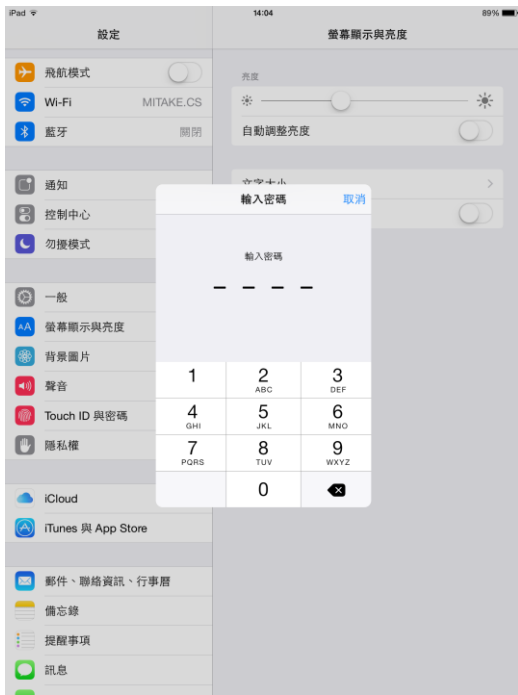 iPad 14:04 89%
設定
螢幕顯示與亮度
飛航模式
Wi-Fi MITAKE.CS
藍牙 關閉
通知
控制中心
勿擾模式
一般
AA 螢幕顯示與亮度
背景圖片
聲音
Touch ID 與密碼
隱私權
iCloud
iTunes 與 App Store
郵件、聯絡資訊、行事曆
備忘錄
提醒事項
訊息
亮度
自動調整亮度
文字大小
輸入密碼 取消
輸入密碼
1 2 3
ABC DEF
4 5 6
GHI JKL MNO
7 8 9
PQRS TUV WXYZ
0